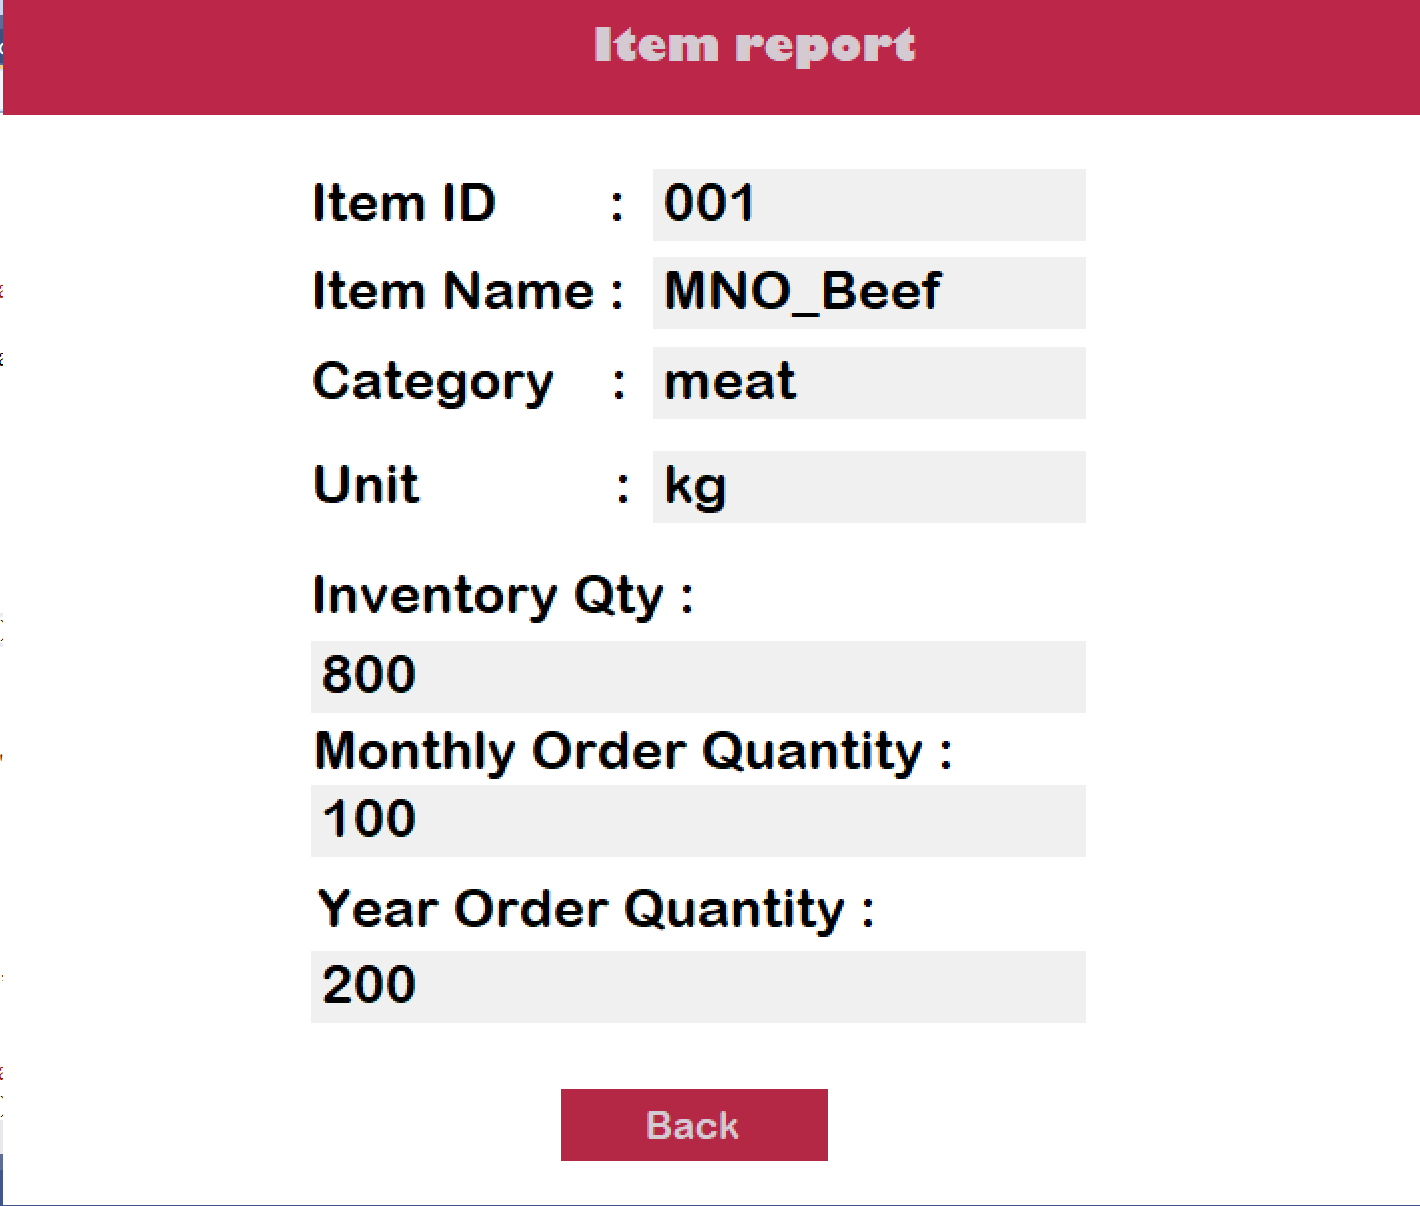 Item report
Item ID : 001
Item Name : MNO_Beef
Category : meat
Unit : kg
Inventory Qty :
800
Monthly Order Quantity :
100
Year Order Quantity :
200
Back